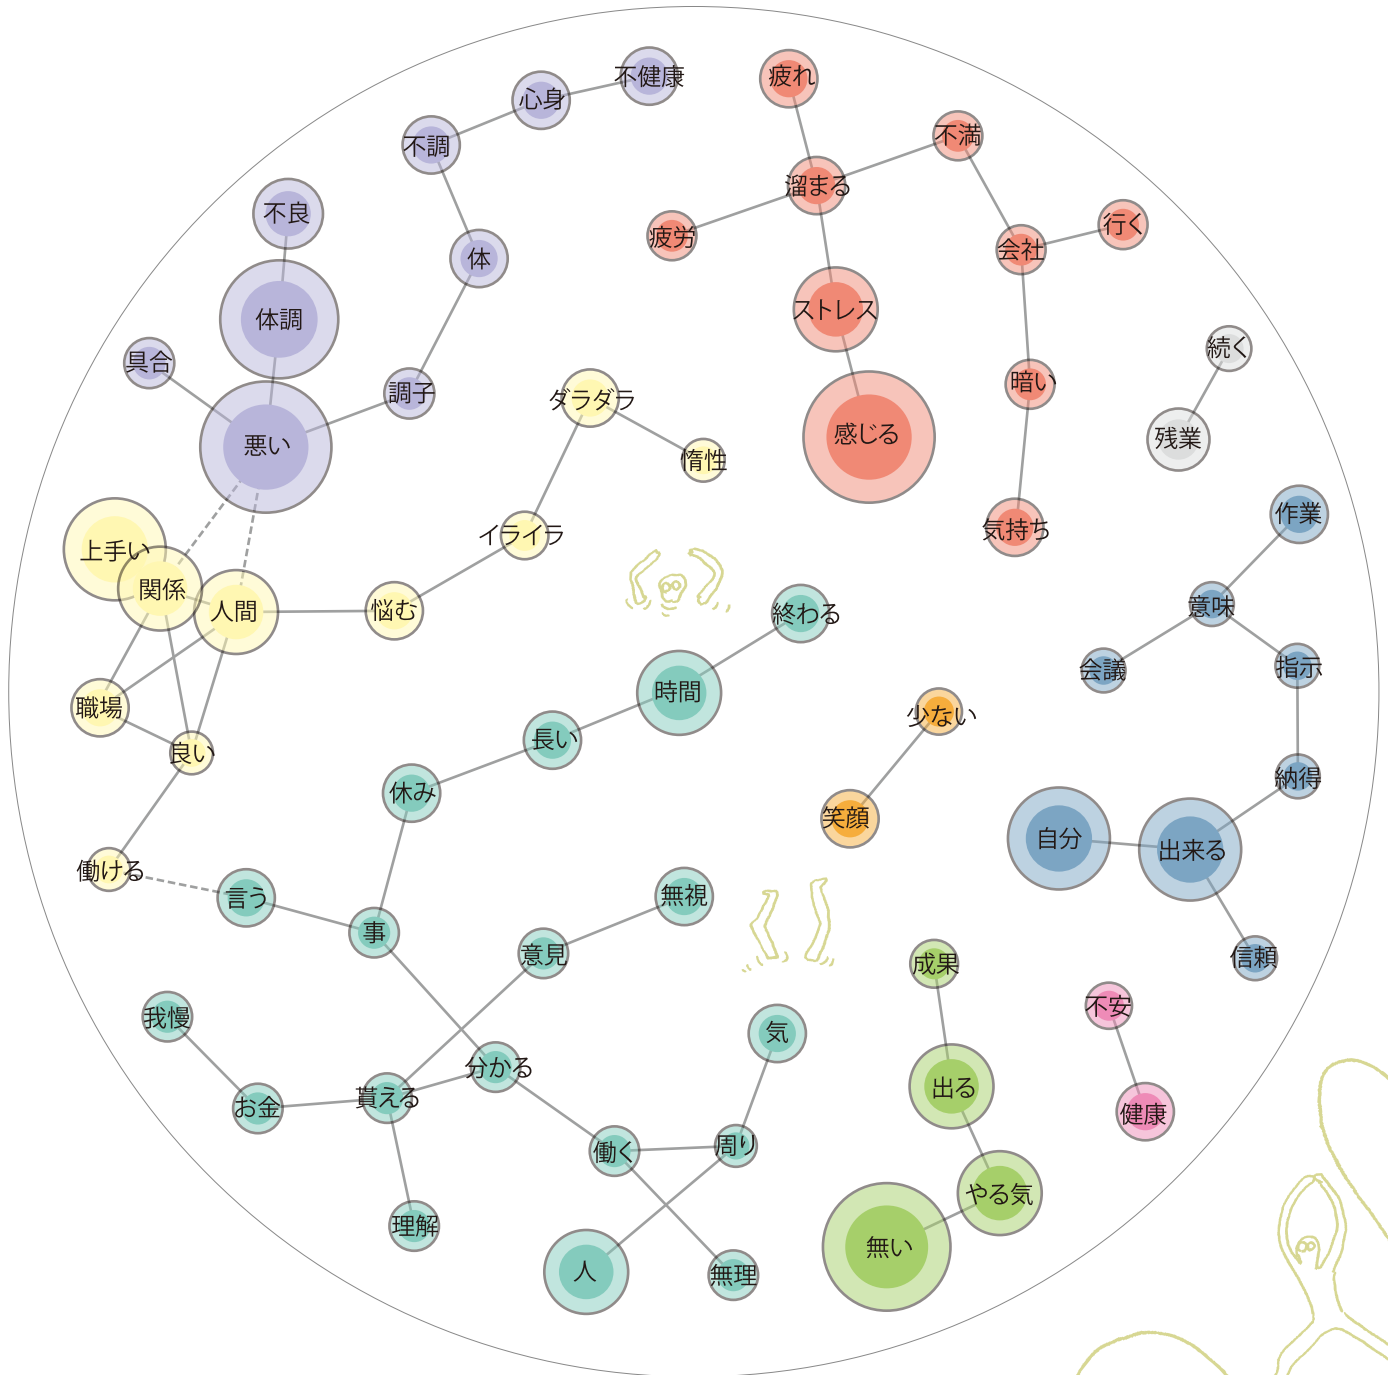 不健康
心身
不調
不良
体
体調
具合
調子
悪い
疲れ
不満
溜まる
疲労
行く
会社
ストレス
暗い
感じる
気持ち
続く
残業
ダラダラ
惰性
イライラ
上手い
関係
人間
悩む
職場
良い
働ける
作業
意味
会議
指示
納得
自分
出来る
信頼
終わる
時間
長い
休み
言う
事
無視
意見
我慢
お金
貰える
分かる
気
働く
周り
理解
人
無理
少ない
笑顔
成果
出る
やる気
無い
不安
健康